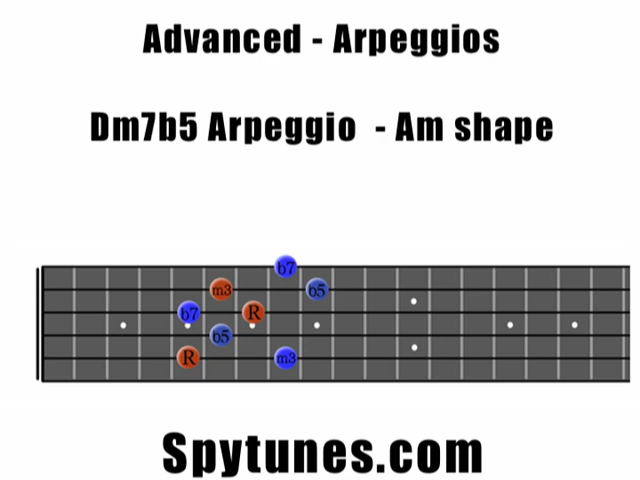 Advanced - Arpeggios
Dm7b5 Arpeggio - Am shape
b7
m3 b5
b7 R
b5
R m3
Spytunes.com